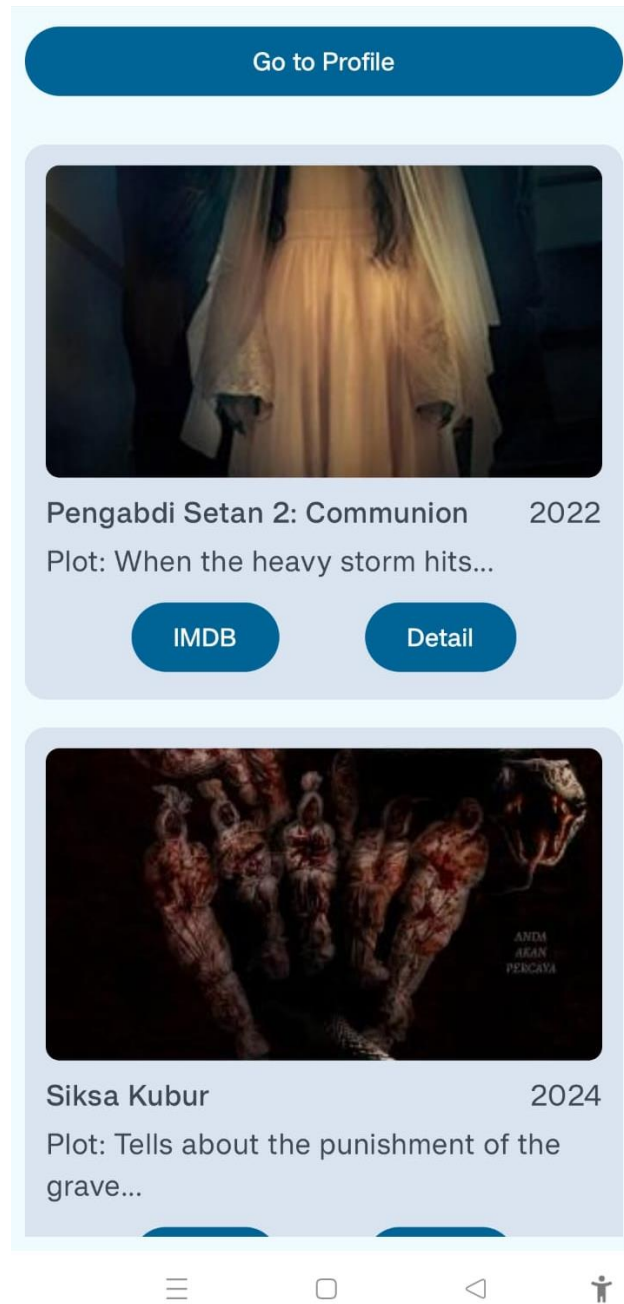 Go to Profile
Pengabdi Setan 2: Communion 2022
Plot: When the heavy storm hits...
IMDB Detail
ANDA
AKAN
PERCAYA
Siksa Kubur 2024
Plot: Tells about the punishment of the
grave...